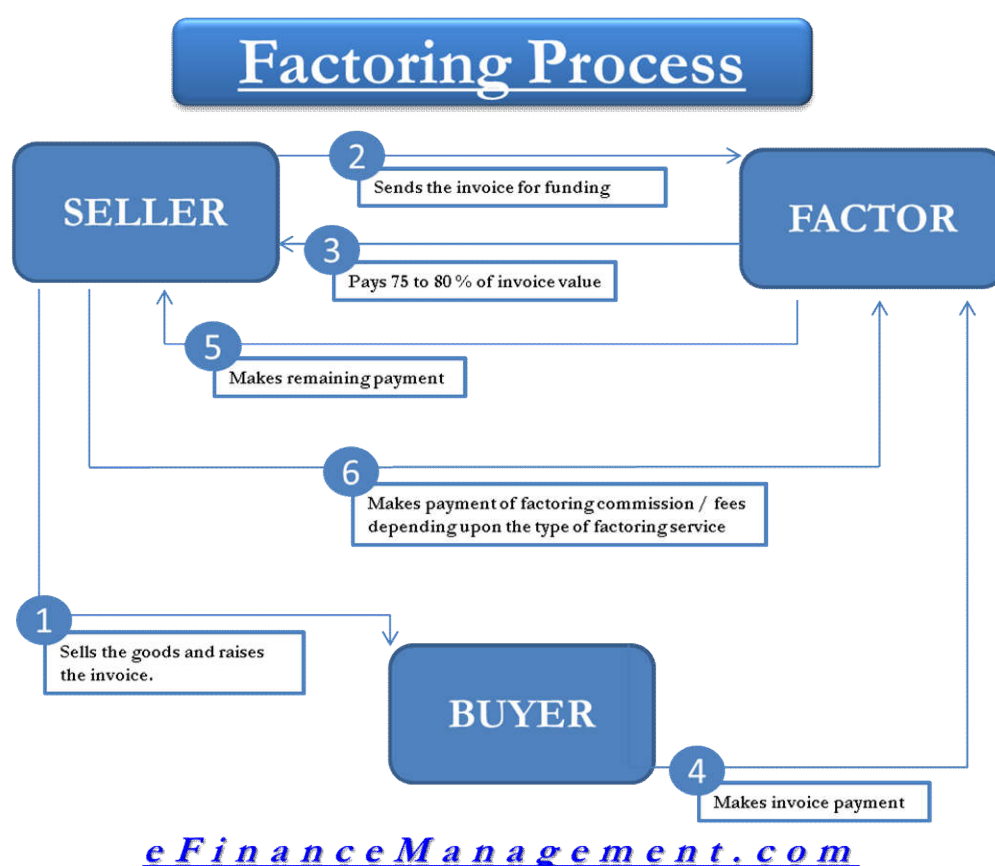 Factoring Process
2
Sends the invoice for funding
SELLER
FACTOR
3
Pays 75 to 80 % of invoice value
5
Makes remaining payment
6
Makes payment of factoring commission / fees
depending upon the type of factoring service
1
Sells the goods and raises
the invoice.
BUYER
4
Makes invoice payment
eFinanceManagement.com